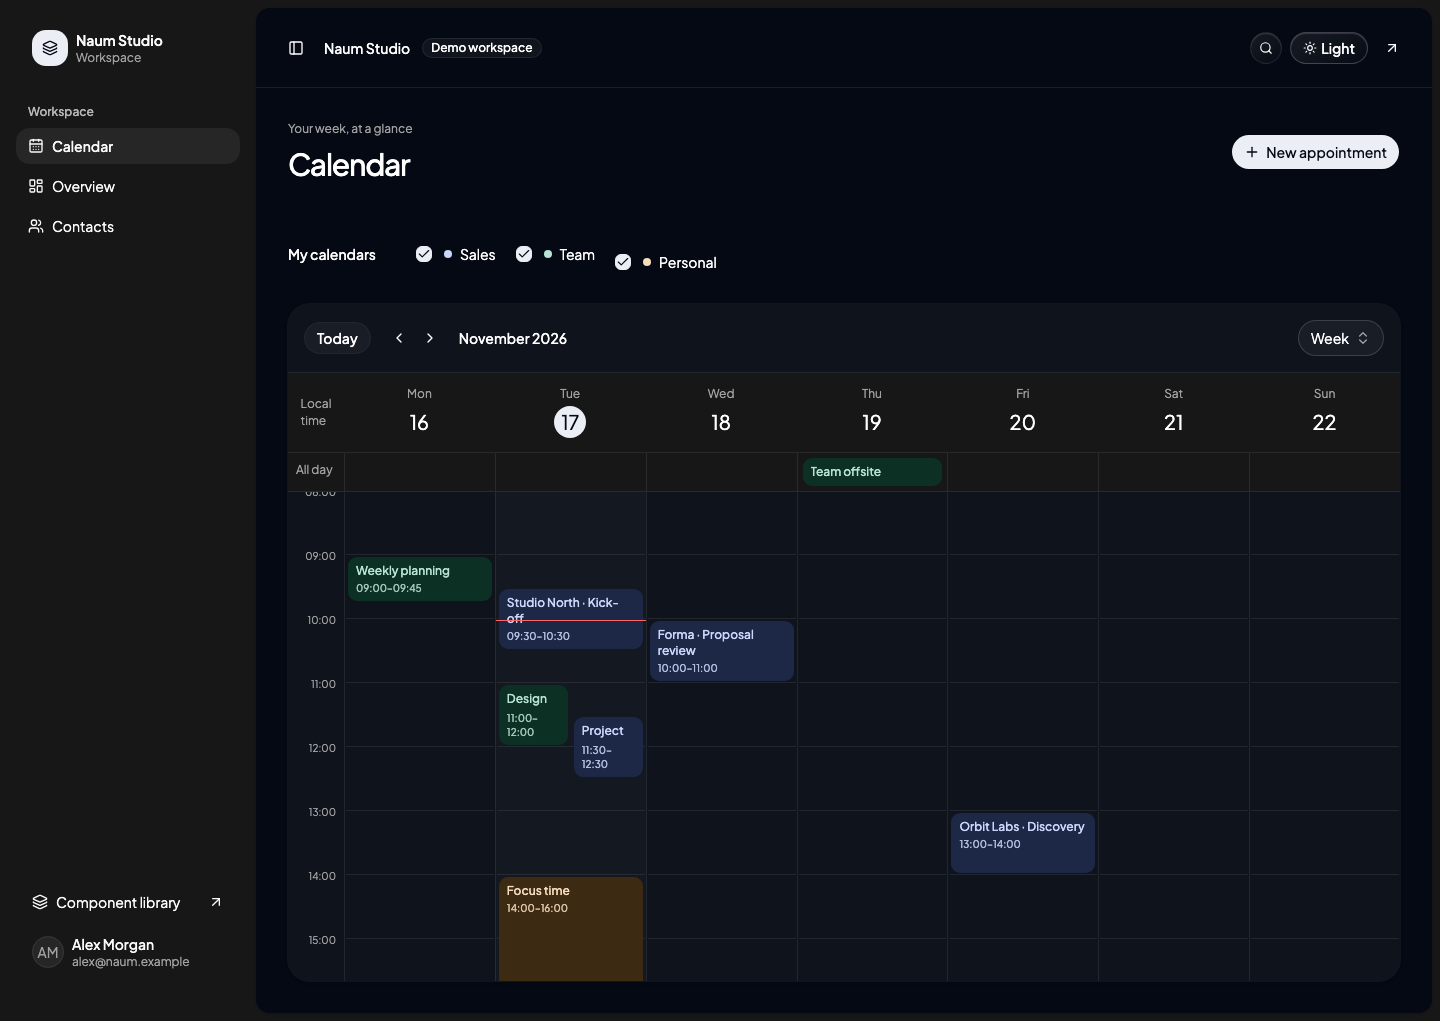 Naum Studio
Workspace
Workspace
Calendar
Overview
Contacts
Component library
AM
Alex Morgan
alex@naum.example
Naum Studio
Demo workspace
Light
Your week, at a glance
Calendar
New appointment
My calendars
Sales
Team
Personal
Today
November 2026
Week
Local
time
Mon
16
Tue
17
Wed
18
Thu
19
Fri
20
Sat
21
Sun
22
All day
Team offsite
08:00
09:00
Weekly planning
09:00–09:45
Studio North · Kick-
off
09:30–10:30
10:00
Forma · Proposal
review
10:00–11:00
11:00
Design
11:00–
12:00
Project
11:30–
12:30
12:00
13:00
Orbit Labs · Discovery
13:00–14:00
14:00
Focus time
14:00–16:00
15:00